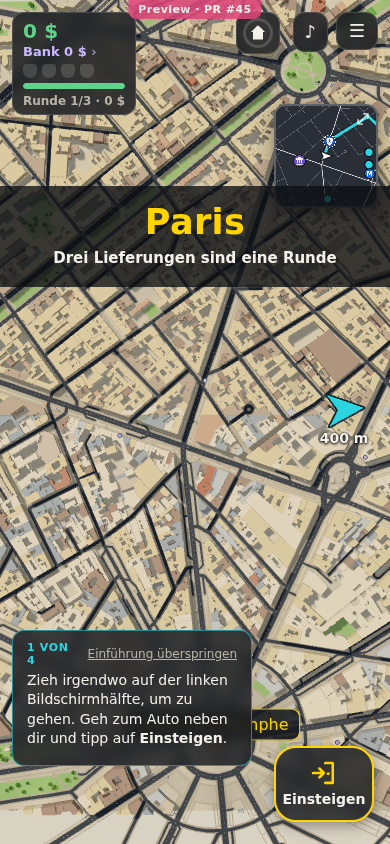 Preview · PR #45
0 $
Bank 0 $ ›
Runde 1/3 · 0 $
M
Paris
Drei Lieferungen sind eine Runde
400 m
1 VON
4
Einführung überspringen
Zieh irgendwo auf der linken
Bildschirmhälfte, um zu
gehen. Geh zum Auto neben
dir und tipp auf Einsteigen.
Einsteigen